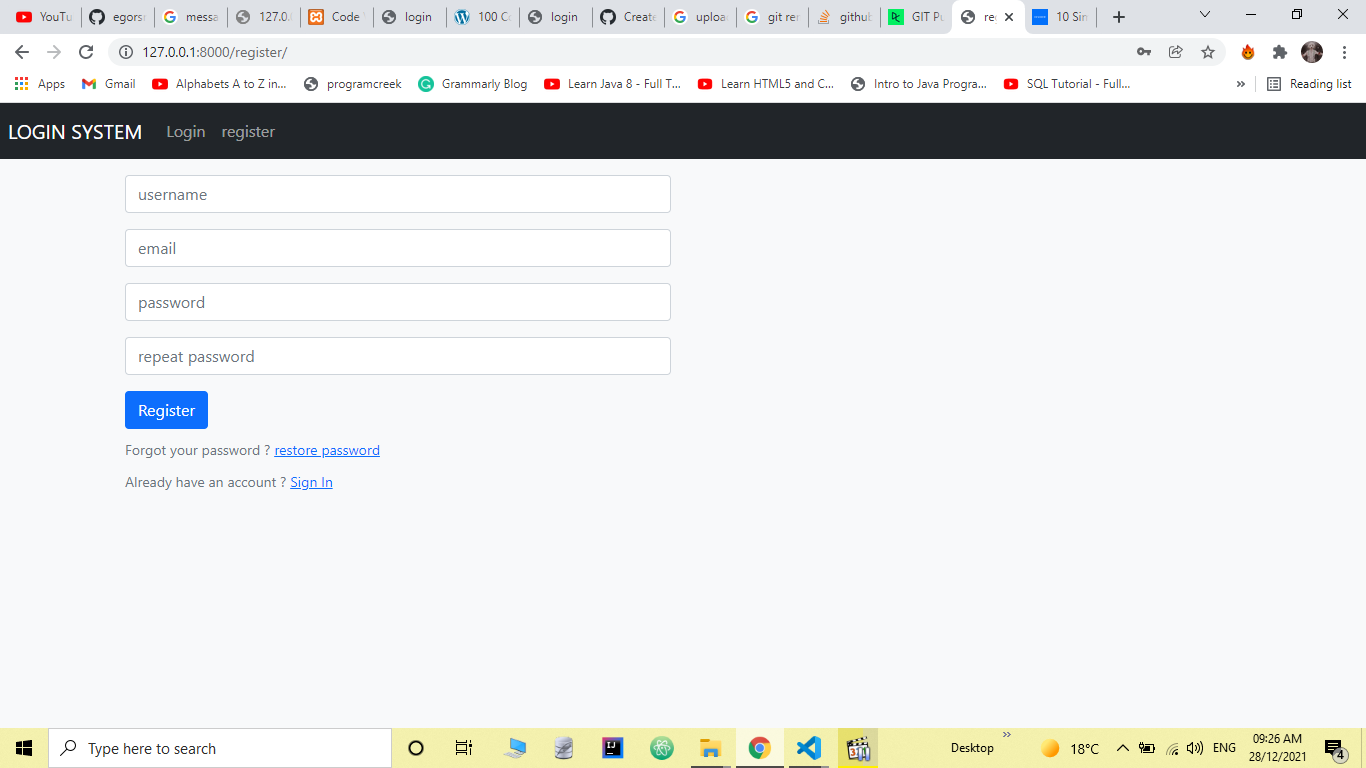 YouTu egorsr messa 127.0. Code login 100 Co login Create uploa git rer github GIT Pu re 10 Sin
127.0.0.1:8000/register/
Apps Gmail Alphabets A to Z in... programcreek Grammarly Blog Learn Java 8 - Full T... Learn HTML5 and C... Intro to Java Progra... SQL Tutorial - Full... » Reading list
LOGIN SYSTEM Login register
username
email
password
repeat password
Register
Forgot your password ? restore password
Already have an account ? Sign In
Type here to search Desktop » 18°C ENG 09:26 AM
28/12/2021 4